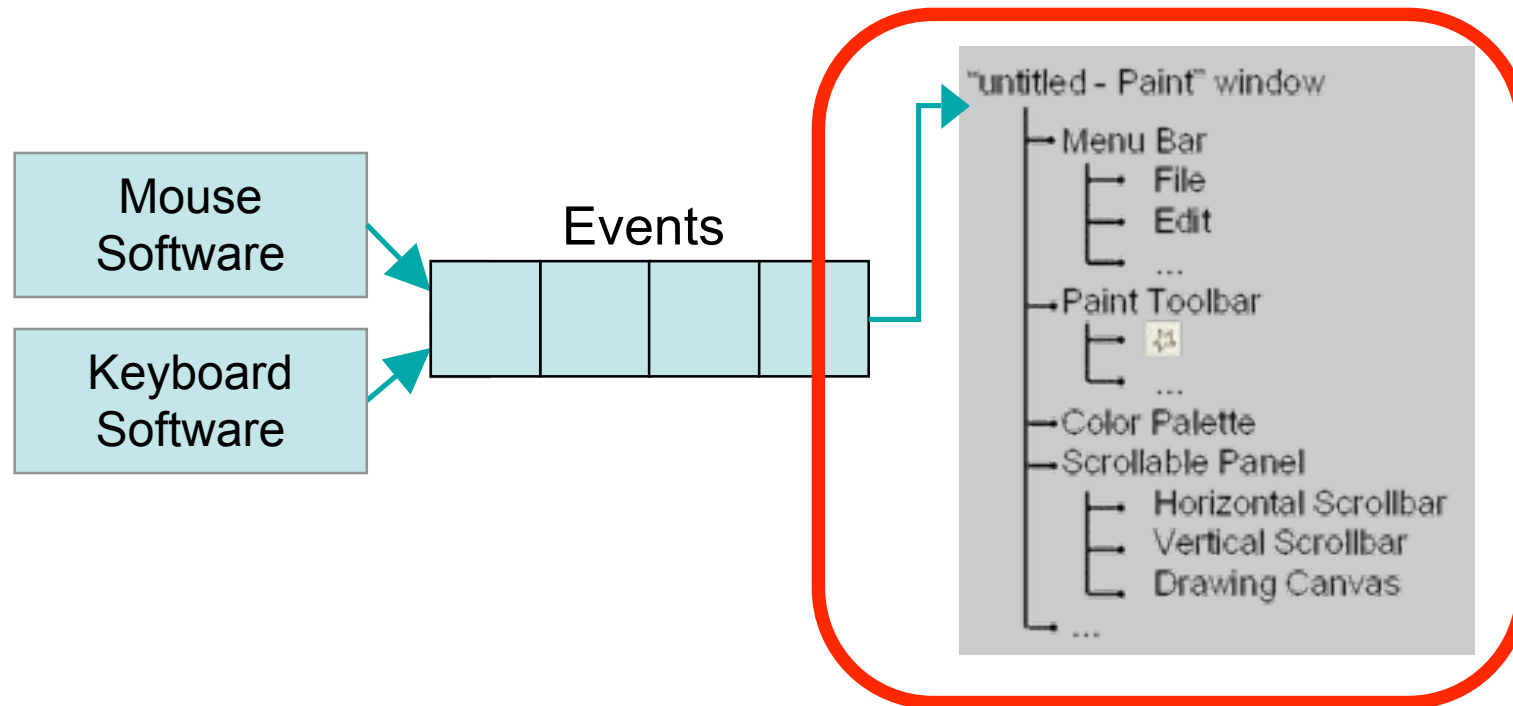 Mouse
Software
Keyboard
Software
Events
“untitled - Paint” window
Menu Bar
File
Edit
...
Paint Toolbar
...
Color Palette
Scrollable Panel
Horizontal Scrollbar
Vertical Scrollbar
Drawing Canvas
...